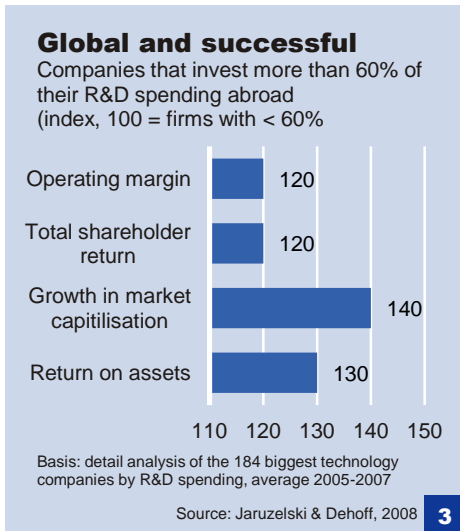 Global and successful
Companies that invest more than 60% of
their R&D spending abroad
(index, 100 = firms with < 60%
Operating margin
120
Total shareholder
return
120
Growth in market
capitilisation
140
Return on assets
130
110 120 130 140 150
Basis: detail analysis of the 184 biggest technology
companies by R&D spending, average 2005-2007
Source: Jaruzelski & Dehoff, 2008
3